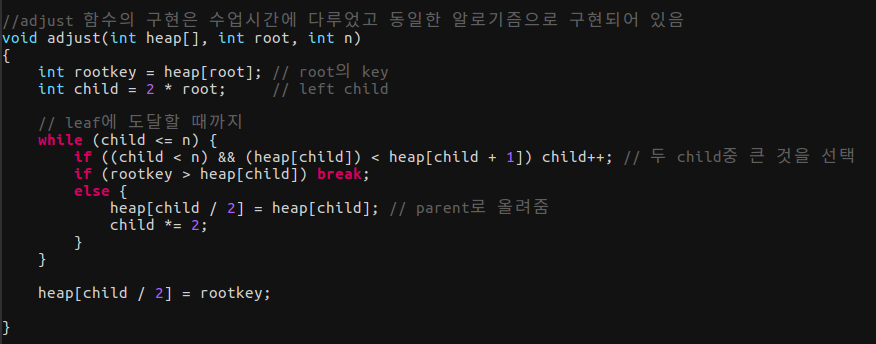 //adjust 함수의 구현은 수업시간에 다루었고 동일한 알로기즘으로 구현되어 있음
void adjust(int heap[], int root, int n)
{
    int rootkey = heap[root]; // root의 key
    int child = 2 * root;     // left child

    // leaf에 도달할 때까지
    while (child <= n) {
        if ((child < n) && (heap[child]) < heap[child + 1]) child++; // 두 child중 큰 것을 선택
        if (rootkey > heap[child]) break;
        else {
            heap[child / 2] = heap[child]; // parent로 올려줌
            child *= 2;
        }
    }

    heap[child / 2] = rootkey;

}